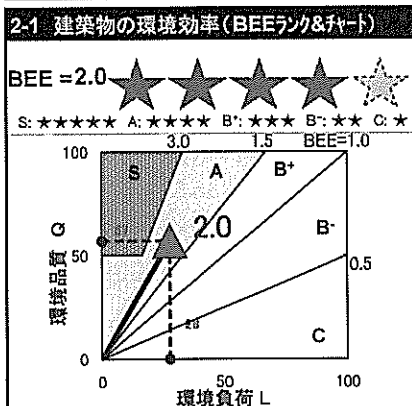 2-1 建築物の環境効率(BEEランク&チャート)
BEE =2.0
S: ★★★★★ A: ★★★★ B⁺: ★★★ B⁻: ★★ C: ★
3.0 1.5 BEE=1.0
100
S A B⁺
環境品質 Q
2.0
B⁻
50
0.5
C
0
0 50 100
環境負荷 L